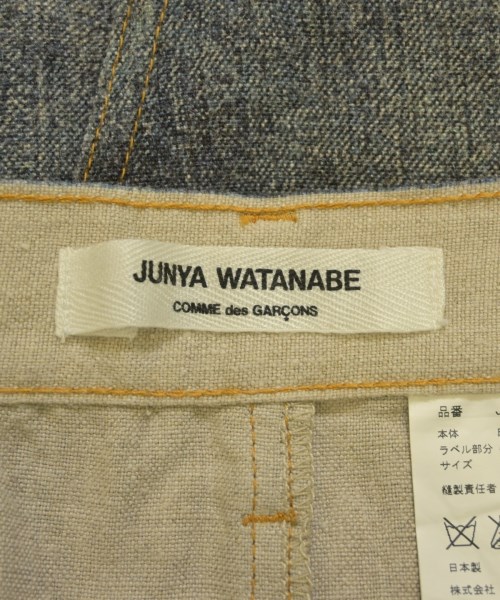 JUNYA WATANABE
COMME des GARÇONS
品番 J
本体
ラベル部分
サイズ
縫製責任者
日本製
株式会社